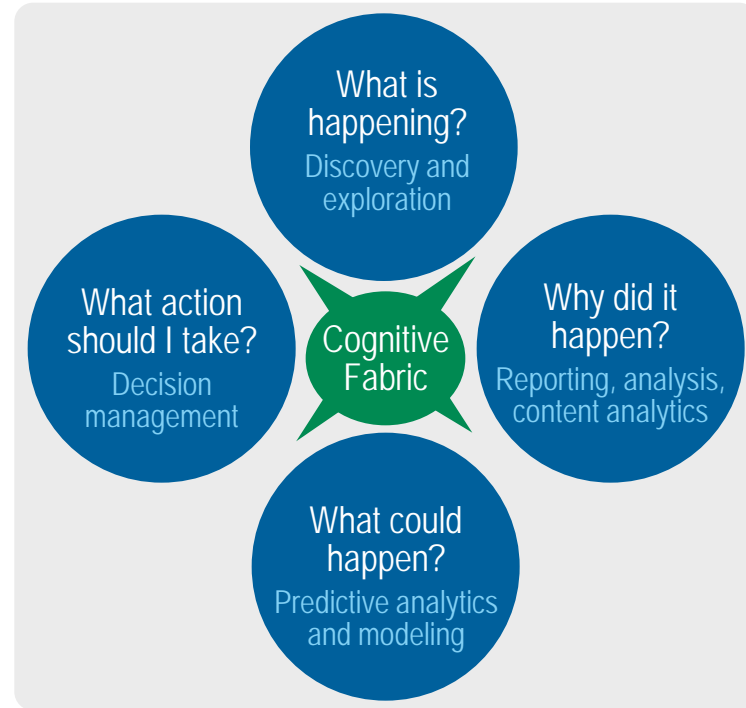 What is
happening?
Discovery and
exploration
What action
should I take?
Decision
management
Cognitive
Fabric
Why did it
happen?
Reporting, analysis,
content analytics
What could
happen?
Predictive analytics
and modeling